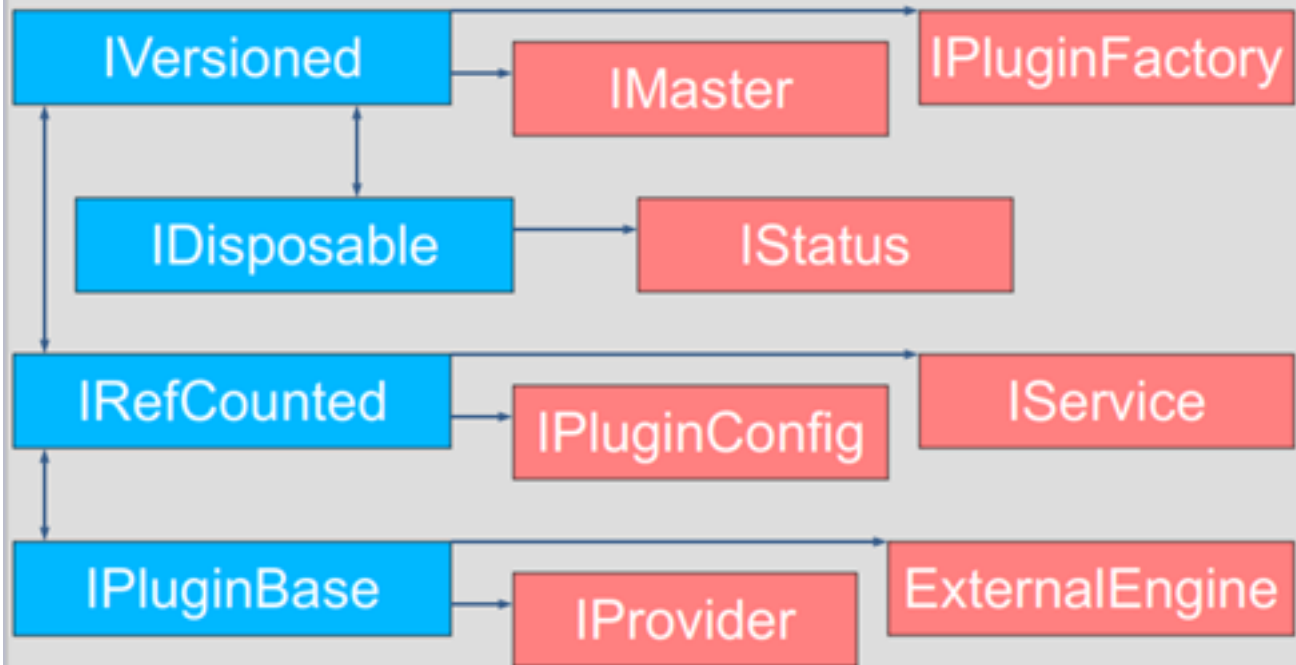 IVersioned
IPluginFactory
IMaster
IDisposable
IStatus
IRefCounted
IService
IPluginConfig
IPluginBase
ExternalEngine
IProvider